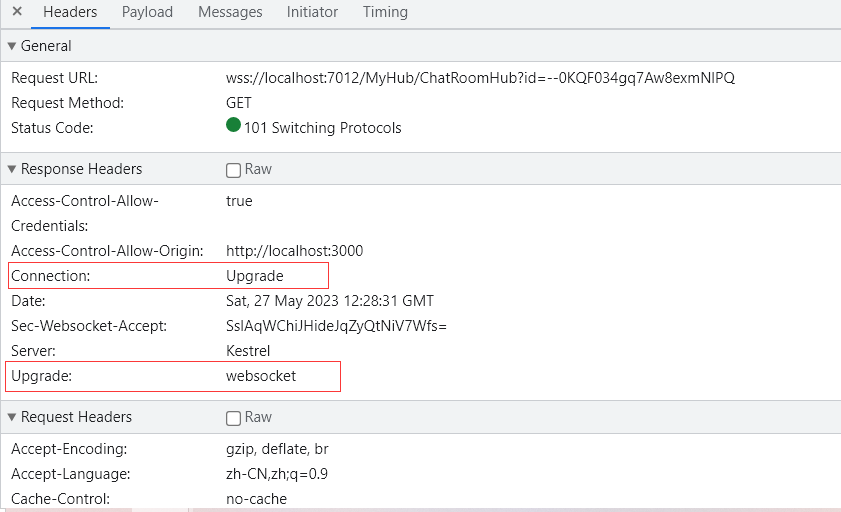 × Headers Payload Messages Initiator Timing
▼ General
Request URL: wss://localhost:7012/MyHub/ChatRoomHub?id=--0KQF034gq7Aw8exmNIPQ
Request Method: GET
Status Code: 101 Switching Protocols
▼ Response Headers Raw
Access-Control-Allow- true
Credentials:
Access-Control-Allow-Origin: http://localhost:3000
Connection: Upgrade
Date: Sat, 27 May 2023 12:28:31 GMT
Sec-Websocket-Accept: SslAqWChiJHideJqZyQtNiV7Wfs=
Server: Kestrel
Upgrade: websocket
▼ Request Headers Raw
Accept-Encoding: gzip, deflate, br
Accept-Language: zh-CN,zh;q=0.9
Cache-Control: no-cache